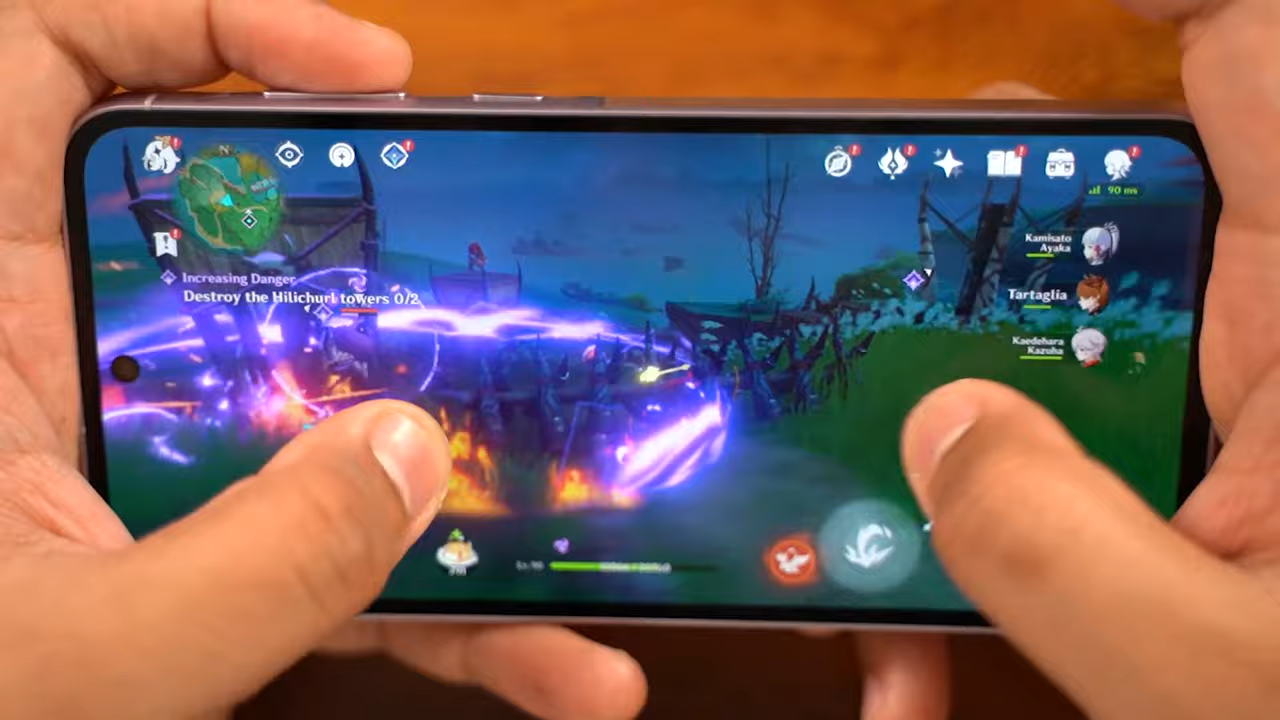 N
90 ms
Kamisato
Ayaka
Increasing Danger
Destroy the Hilichurl towers 0/2
Tartaglia
Kaedehara
Kazuha